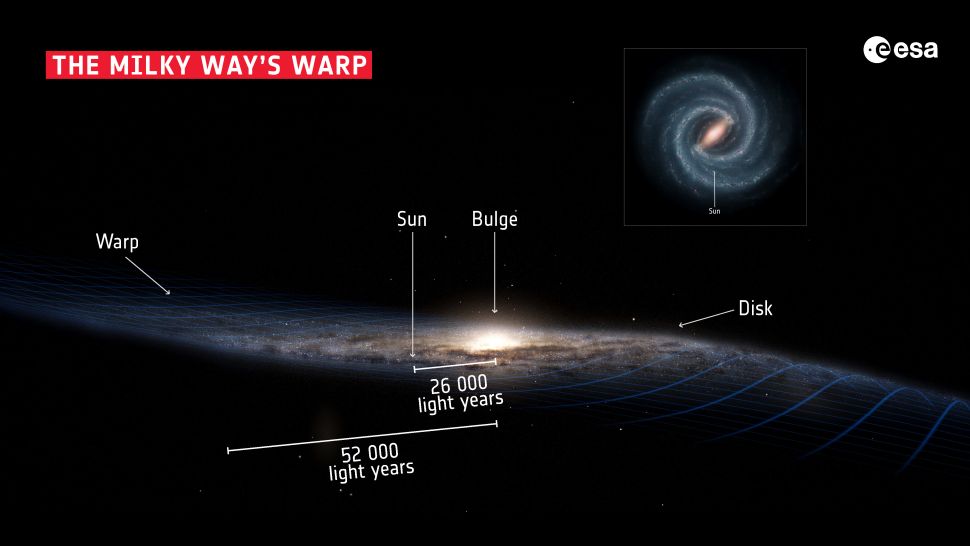 THE MILKY WAY'S WARP
esa
Sun
Sun
Bulge
Warp
Disk
26 000
light years
52 000
light years